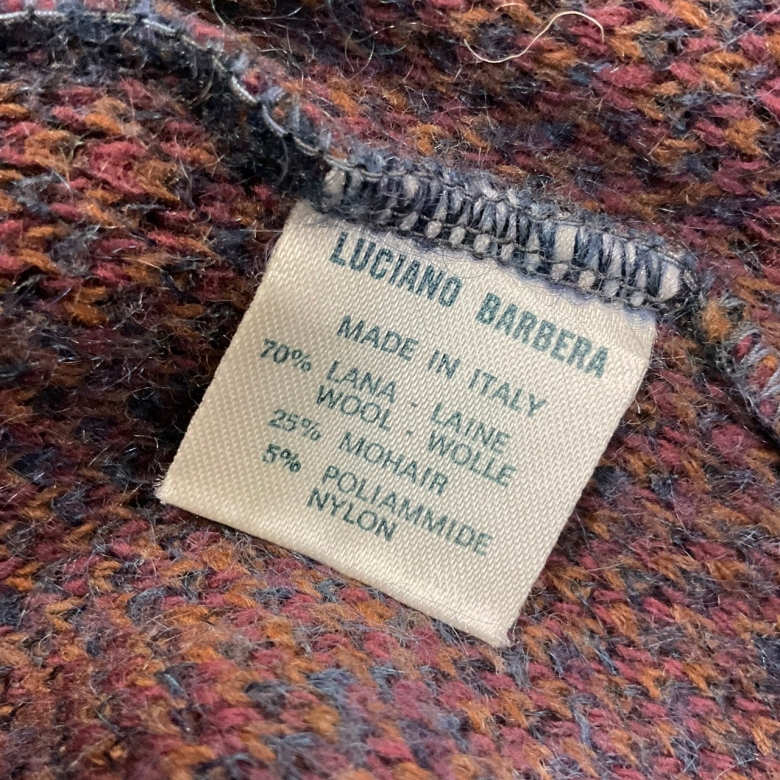 LUCIANO BARBERA
MADE IN ITALY
70% LANA - LAINE
WOOL - WOLLE
25% MOHAIR
5% POLIAMMIDE
NYLON